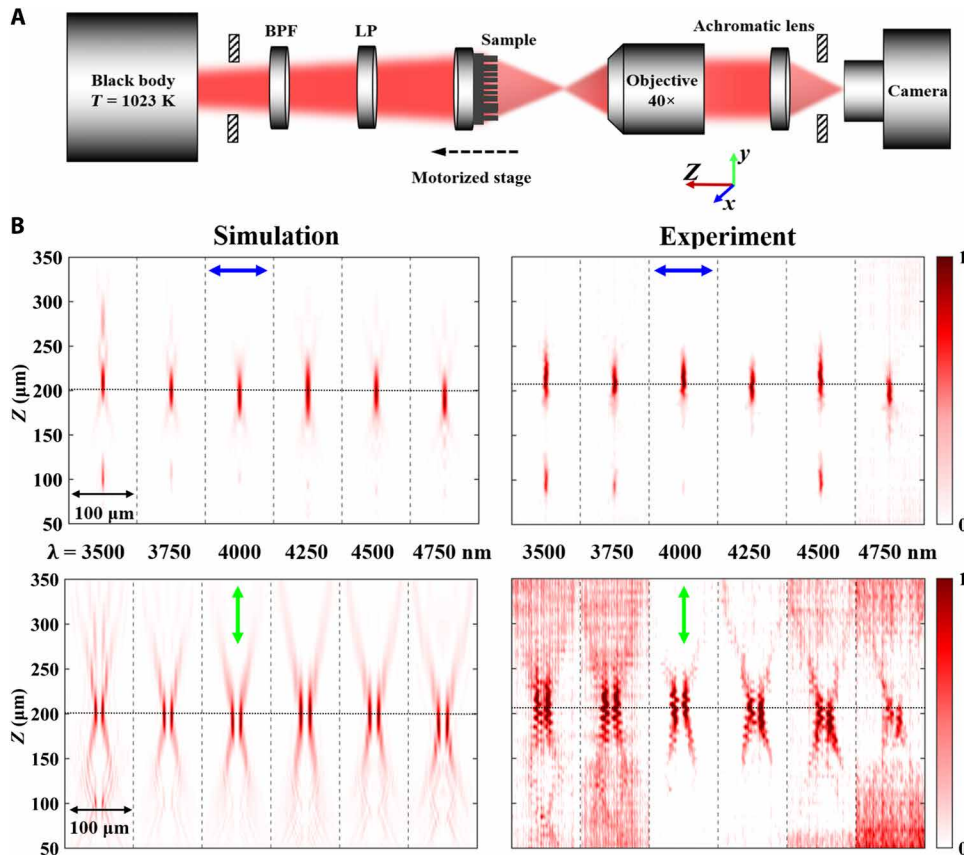 A
BPF
LP
Sample
Achromatic lens
Black body
T = 1023 K
Objective
40×
Camera
Motorized stage
Z
y
x
B
Simulation
Experiment
350
300
250
200
150
100
50
Z (µm)
100 µm
1
0
λ = 3500 3750 4000 4250 4500 4750 nm
3500 3750 4000 4250 4500 4750 nm
350
300
250
200
150
100
50
Z (µm)
100 µm
1
0